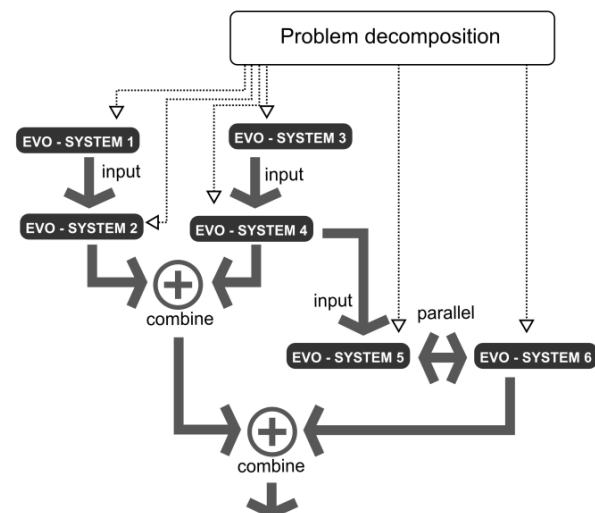 Problem decomposition
EVO - SYSTEM 1
EVO - SYSTEM 3
input
input
EVO - SYSTEM 2
EVO - SYSTEM 4
combine
input
parallel
EVO - SYSTEM 5
EVO - SYSTEM 6
combine